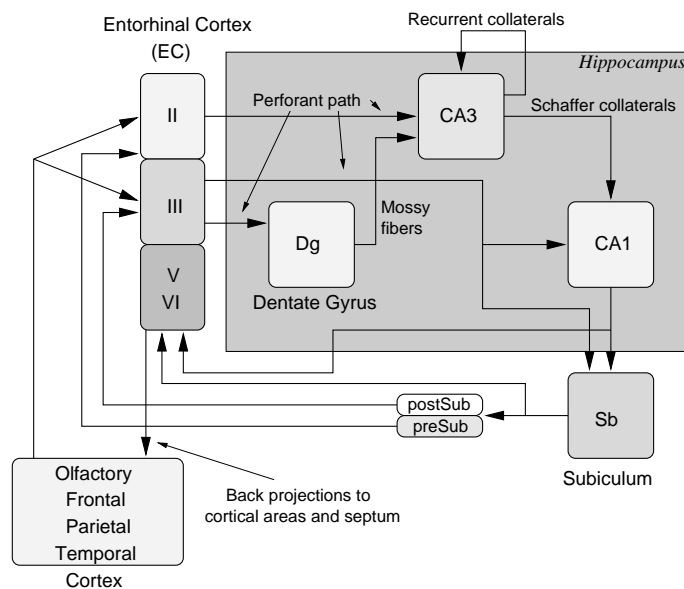 Recurrent collaterals
Entorhinal Cortex
(EC)
Hippocampus
Perforant path
II
CA3
Schaffer collaterals
III
Mossy
fibers
Dg
CA1
V
VI
Dentate Gyrus
postSub
preSub
Sb
Subiculum
Olfactory
Frontal
Parietal
Temporal
Cortex
Back projections to
cortical areas and septum